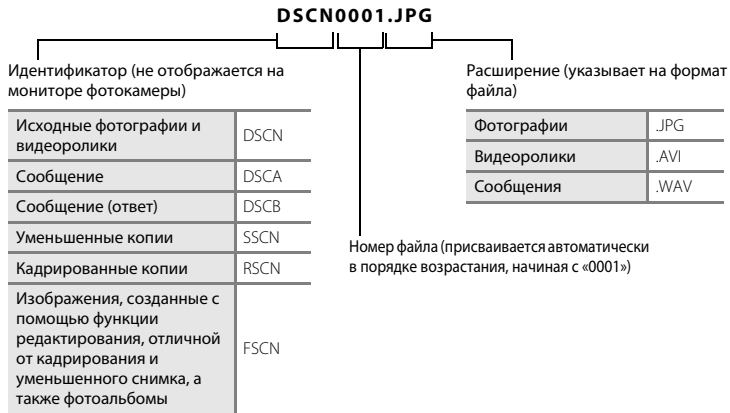 DSCN0001.JPG
Идентификатор (не отображается на
мониторе фотокамеры)
Исходные фотографии и
видеоролики
DSCN
Сообщение
DSCA
Сообщение (ответ)
DSCB
Уменьшенные копии
SSCN
Кадрированные копии
RSCN
Изображения, созданные с
помощью функции
редактирования, отличной
от кадрирования и
уменьшенного снимка, а
также фотоальбомы
FSCN
Расширение (указывает на формат
файла)
Фотографии
.JPG
Видеоролики
.AVI
Сообщения
.WAV
Номер файла (присваивается автоматически
в порядке возрастания, начиная с «0001»)